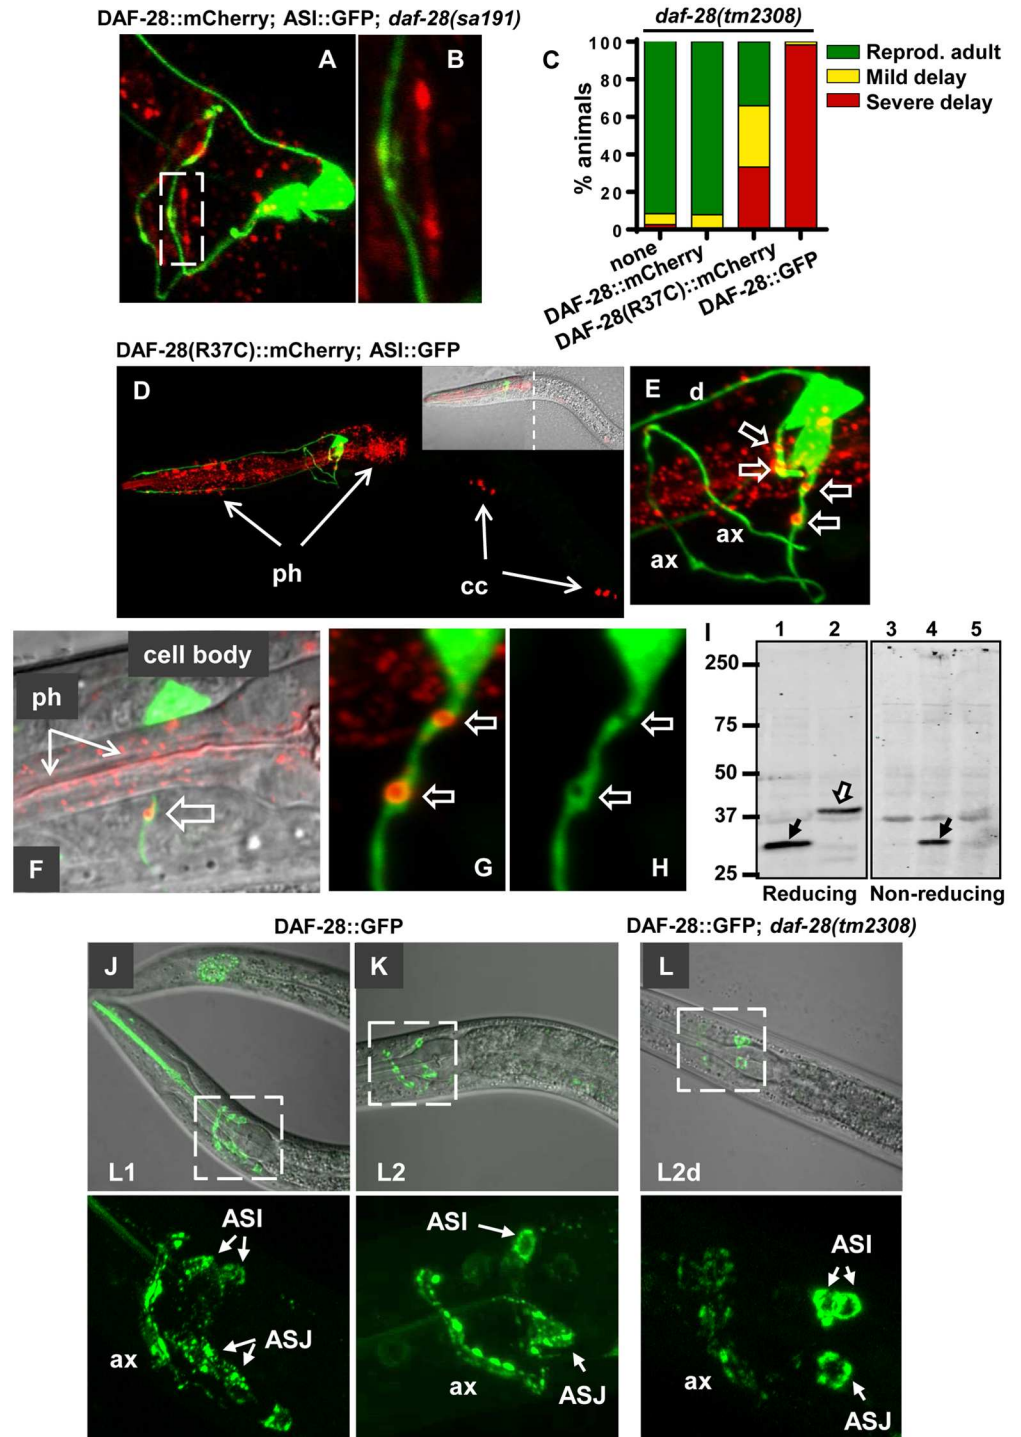 DAF-28::mCherry; ASI::GFP; daf-28(sa191)
A
B
C
daf-28(tm2308)
% animals
100
80
60
40
20
0
none
DAF-28::mCherry
DAF-28(R37C)::mCherry
DAF-28::GFP
Reprod. adult
Mild delay
Severe delay
DAF-28(R37C)::mCherry; ASI::GFP
D
ph
cc
E
d
ax
ax
cell body
ph
F
G
H
I
1 2 3 4 5
250
75
50
37
25
Reducing Non-reducing
DAF-28::GFP
DAF-28::GFP; daf-28(tm2308)
J
L1
K
L2
L
L2d
ASI
ASJ
ax
ASI
ax
ASJ
ASI
ax
ASJ